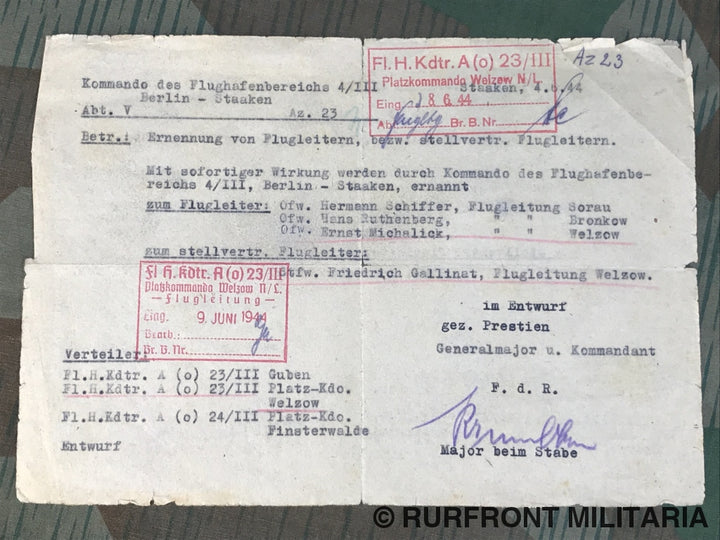 Fl. H. Kdtr. A (o) 23/III
Platzkommando Welzow N/L.
Eing. 8. 6. 44
Br. B. Nr.
Az 23
Kommando des Flughafenbereichs 4/III
Staaken, 4.6.44
Berlin - Staaken
Abt. V Az. 23
Betr.: Ernennung von Flugleitern, bezw. stellvertr. Flugleitern.
Mit sofortiger Wirkung werden durch Kommando des Flughafenbe-
reichs 4/III, Berlin - Staaken, ernannt
zum Flugleiter: Ofw. Hermann Schiffer, Flugleitung Sorau
Ofw. Hans Ruthenberg, " " Bronkow
Ofw. Ernst Michalick, " " Welzow
zum stellvertr. Flugleiter:
Stfw. Friedrich Gallinat, Flugleitung Welzow.
Fl. H. Kdtr. A (o) 23/III
Platzkommando Welzow N/L.
- Flugleitung -
Eing. 9. JUNI 1944
Bearb.:
Br. B. Nr.
im Entwurf
gez. Prestien
Generalmajor u. Kommandant
Verteiler:
Fl.H.Kdtr. A (o) 23/III Guben
Fl.H.Kdtr. A (o) 23/III Platz-Kdo.
Welzow
Fl.H.Kdtr. A (o) 24/III Platz-Kdo.
Finsterwalde
Entwurf
F. d. R.
Major beim Stabe
© RURFRONT MILITARIA